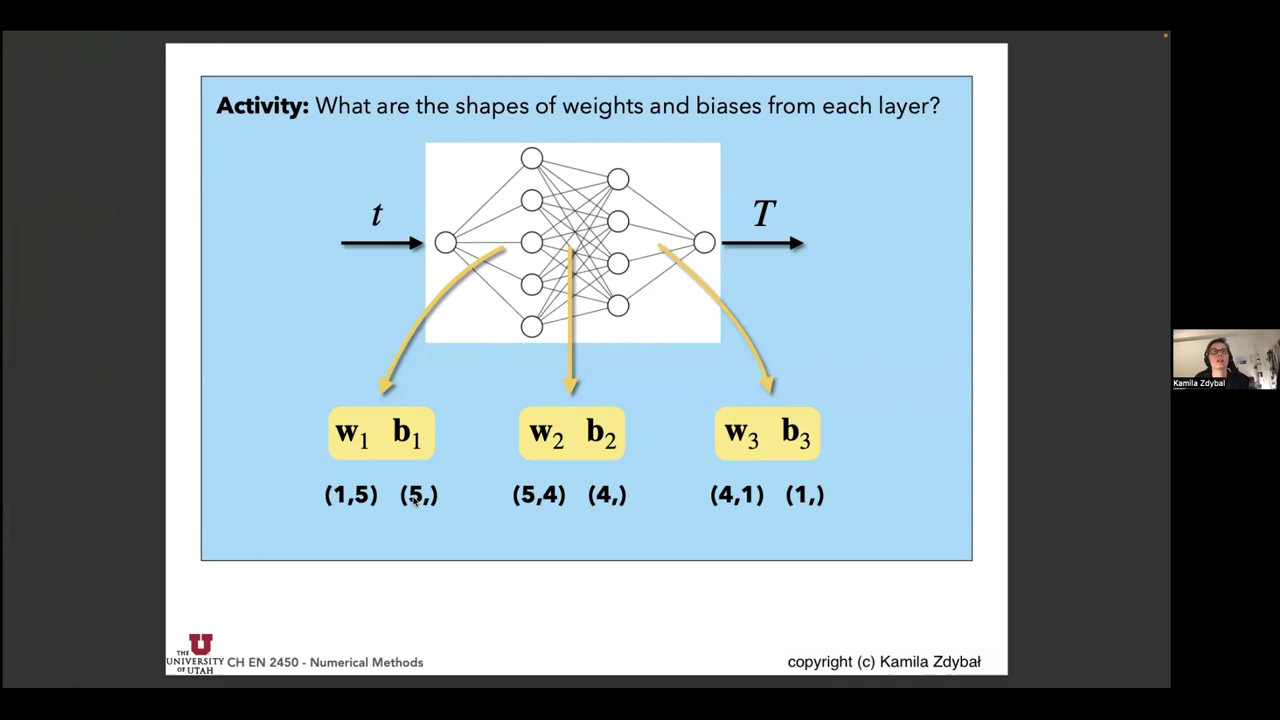 Activity: What are the shapes of weights and biases from each layer?
t
T
w1 b1
w2 b2
w3 b3
(1,5) (5,)
(5,4) (4,)
(4,1) (1,)
Kamila Zdybal
U
THE
UNIVERSITY
OF UTAH
CH EN 2450 - Numerical Methods
copyright (c) Kamila Zdybał